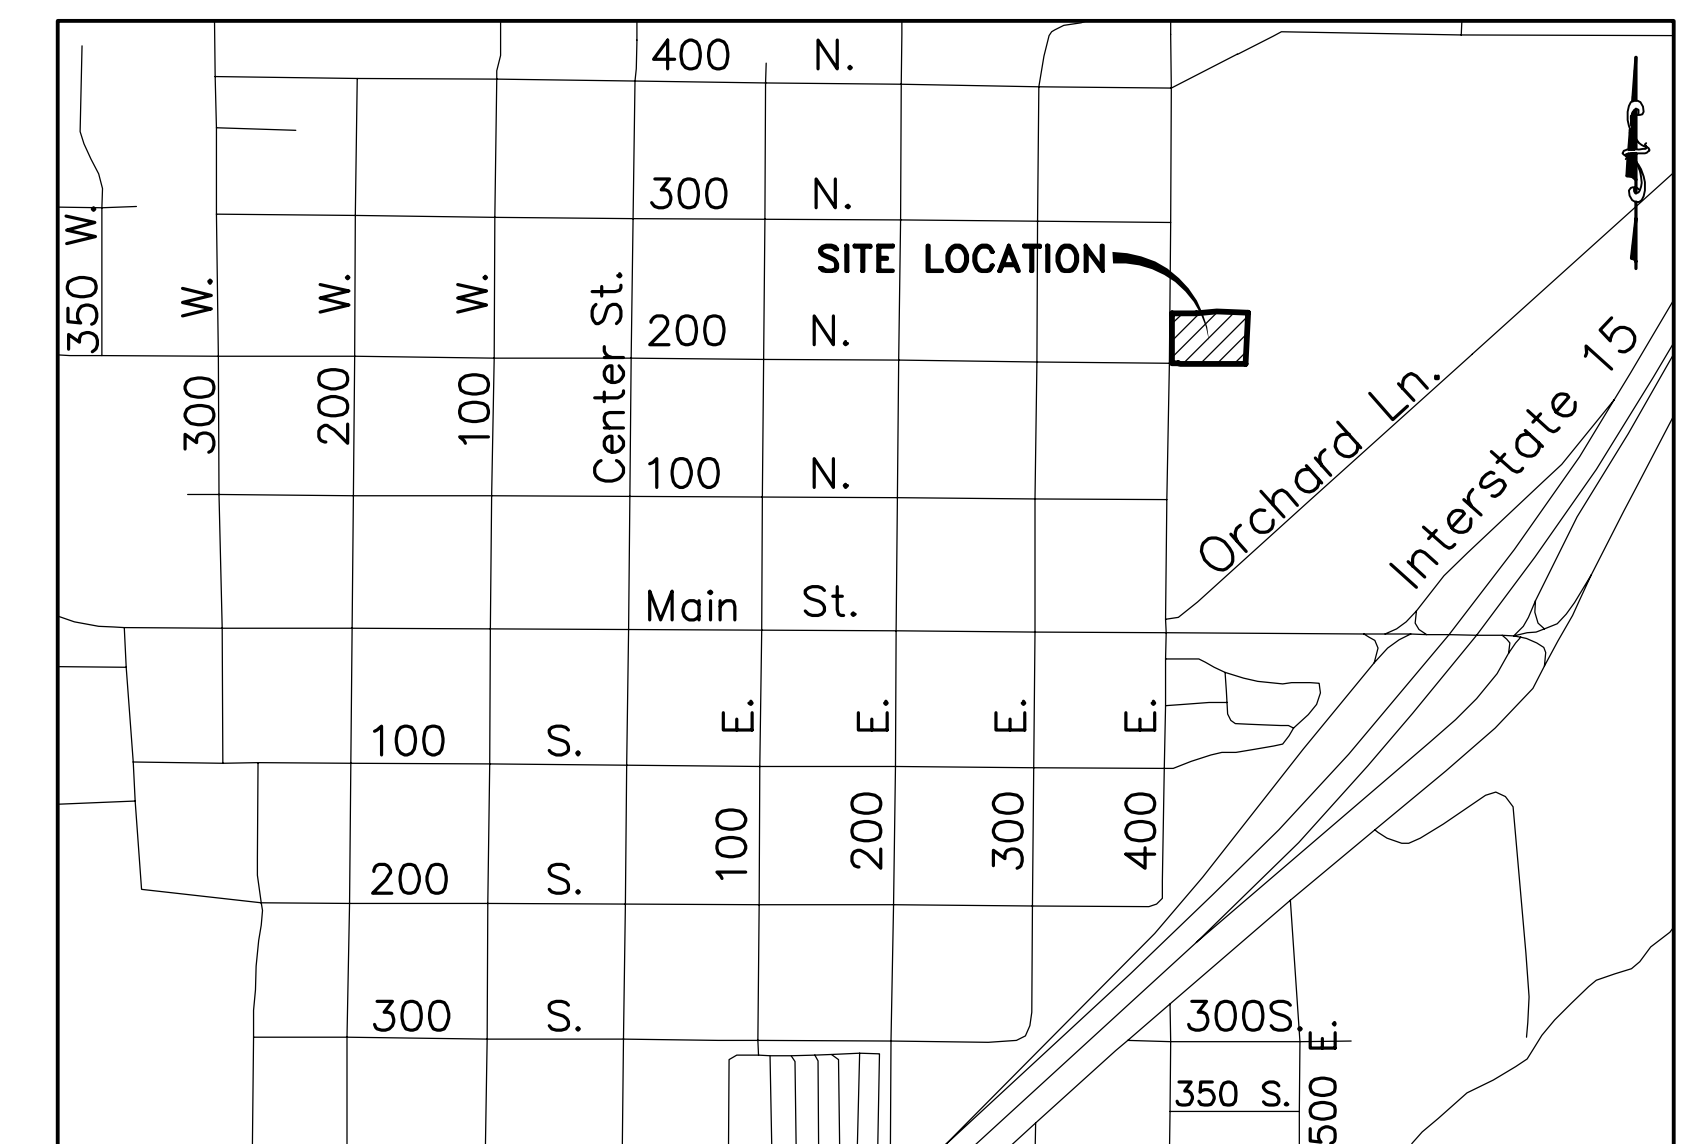 400 N.
300 N.
SITE LOCATION
200 N.
100 N.
Main St.
350 W.
300 W.
200 W.
100 W.
Center St.
Orchard Ln.
Interstate 15
100 S.
200 S.
300 S.
100 E.
200 E.
300 E.
400 E.
300S.
350 S.
500 E.